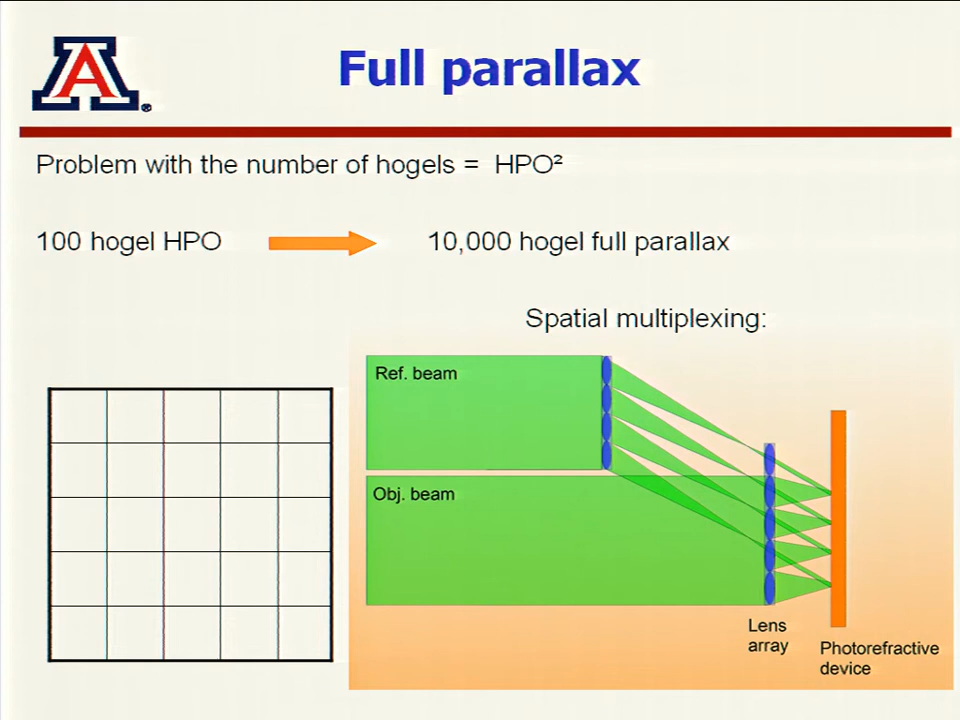 A
Full parallax
Problem with the number of hogels = HPO²
100 hogel HPO
10,000 hogel full parallax
Spatial multiplexing:
Ref. beam
Obj. beam
Lens
array
Photorefractive
device